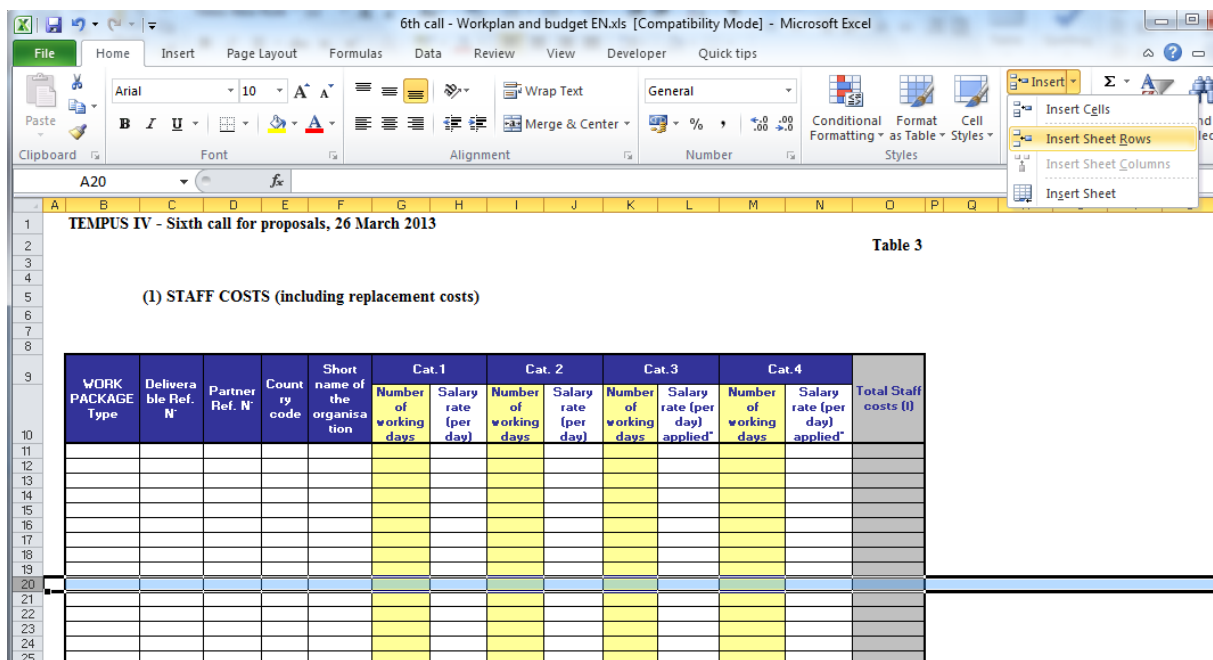 6th call - Workplan and budget EN.xls [Compatibility Mode] - Microsoft Excel
File Home Insert Page Layout Formulas Data Review View Developer Quick tips
Arial 10 Wrap Text General Insert
Paste B I U Merge & Center % , Conditional Formatting Format as Table Cell Styles
Clipboard Font Alignment Number Styles
Insert Cells
Insert Sheet Rows
Insert Sheet Columns
Insert Sheet
A20 fx
A B C D E F G H I J K L M N O P Q
1 TEMPUS IV - Sixth call for proposals, 26 March 2013
2 Table 3
3
4
5 (1) STAFF COSTS (including replacement costs)
6
7
8
9 Cat.1 Cat. 2 Cat.3 Cat.4
10 WORK PACKAGE Type Delivera ble Ref. N° Partner Ref. N° Count ry code Short name of the organisa tion Number of working days Salary rate (per day) Number of working days Salary rate (per day) Number of working days Salary rate (per day) applied* Number of working days Salary rate (per day) applied* Total Staff costs (I)
11
12
13
14
15
16
17
18
19
20
21
22
23
24
25